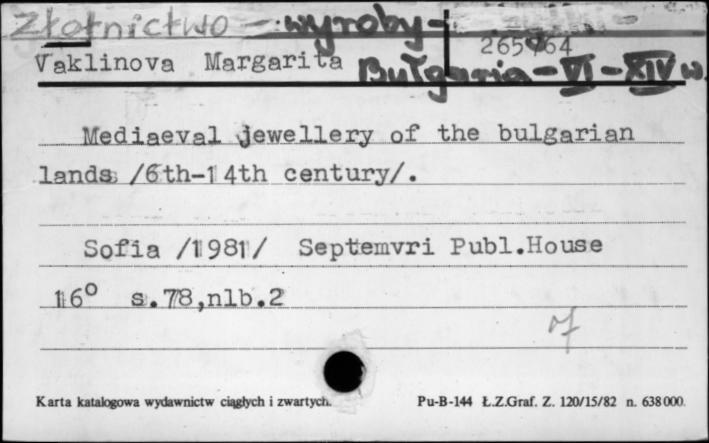 Złotnictwo - wyroby -
265764
Vaklinova Margarita Bułgaria - VI - XIV w.
Mediaeval jewellery of the bulgarian
lands /6th-14th century/.
Sofia /1981/ Septemvri Publ.House
16° s.78,nlb.2
Karta katalogowa wydawnictw ciągłych i zwartych. Pu-B-144 Ł.Z.Graf. Z. 120/15/82 n. 638000.